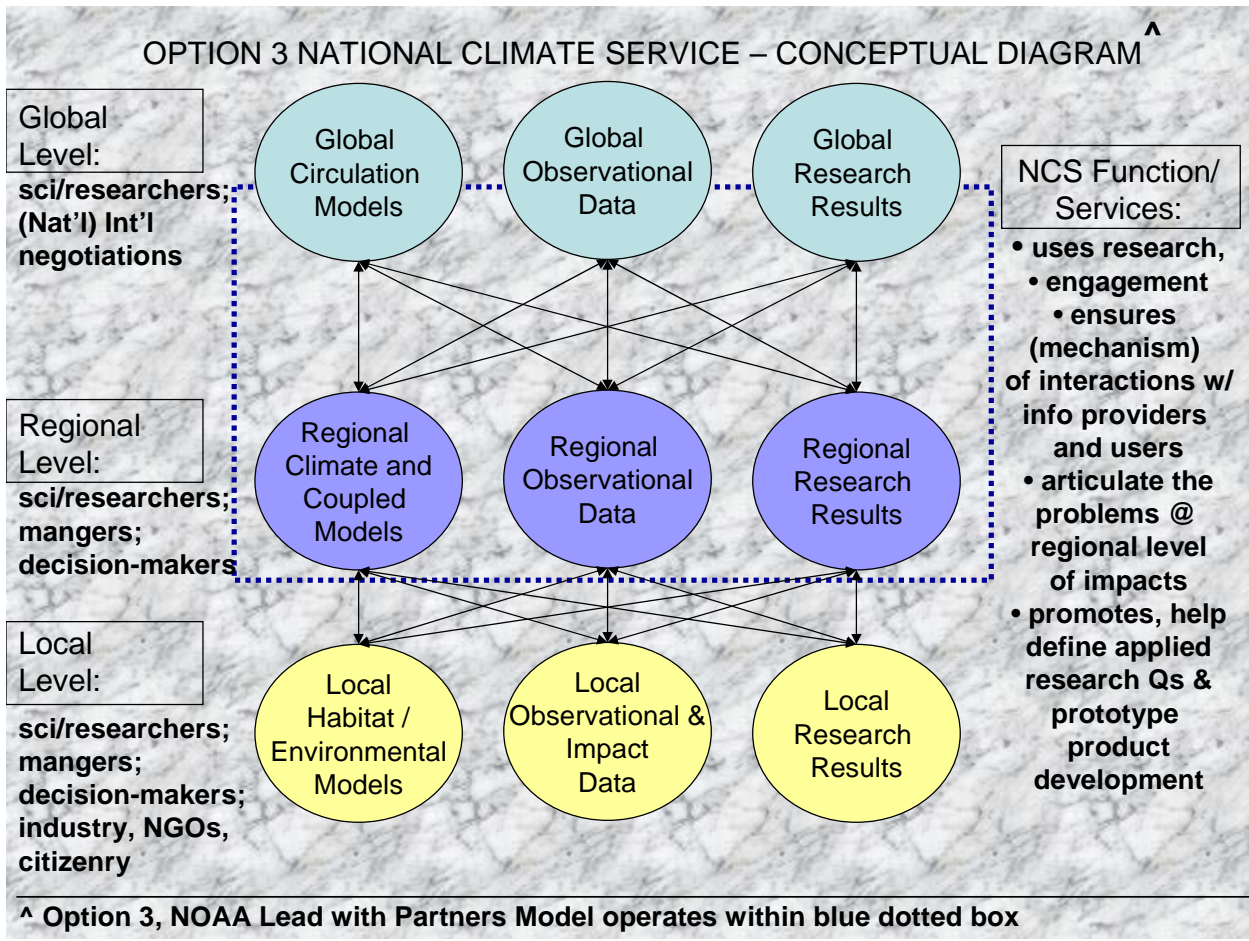 OPTION 3 NATIONAL CLIMATE SERVICE – CONCEPTUAL DIAGRAM^
Global
Level:
sci/researchers;
(Nat'l) Int'l
negotiations
Global
Circulation
Models
Global
Observational
Data
Global
Research
Results
Regional
Level:
sci/researchers;
mangers;
decision-makers
Regional
Climate and
Coupled
Models
Regional
Observational
Data
Regional
Research
Results
Local
Level:
sci/researchers;
mangers;
decision-makers;
industry, NGOs,
citizenry
Local
Habitat /
Environmental
Models
Local
Observational &
Impact
Data
Local
Research
Results
NCS Function/
Services:
• uses research,
• engagement
• ensures
(mechanism)
of interactions w/
info providers
and users
• articulate the
problems @
regional level
of impacts
• promotes, help
define applied
research Qs &
prototype
product
development
^ Option 3, NOAA Lead with Partners Model operates within blue dotted box